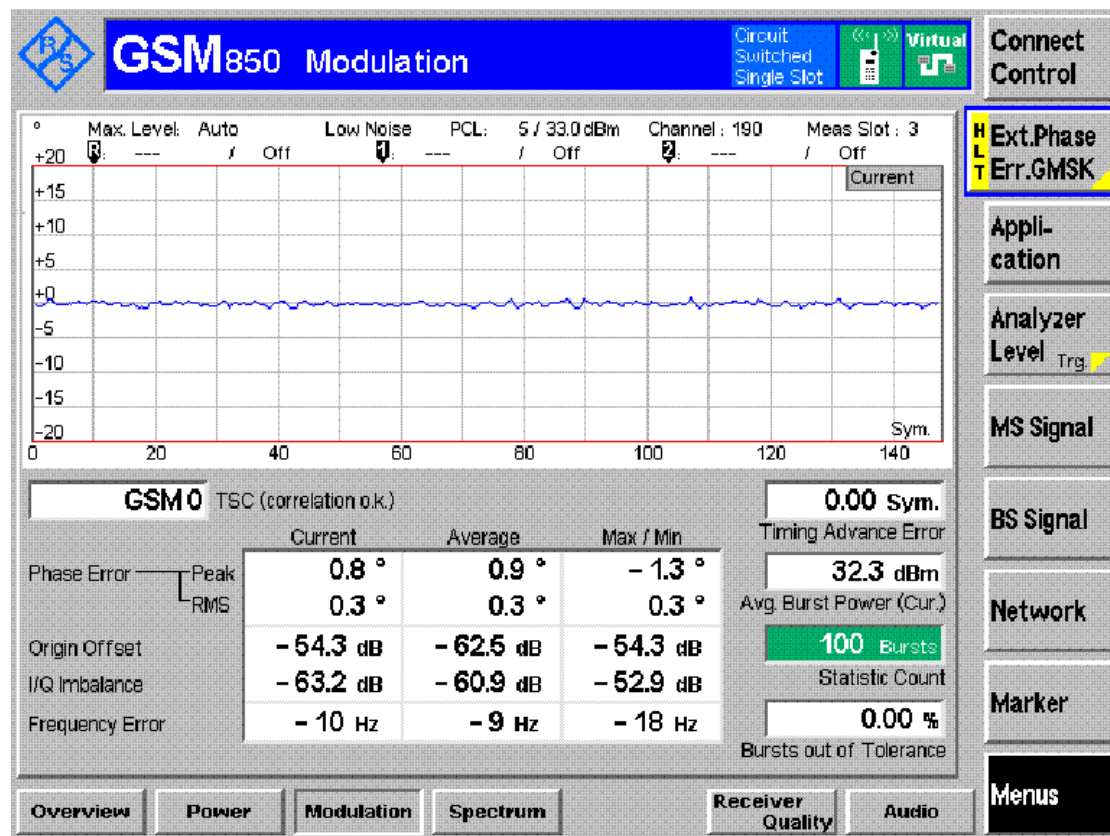 R&S
GSM850 Modulation
Circuit
Switched
Single Slot
Virtual
Connect
Control
° Max. Level: Auto Low Noise PCL: 5 / 33.0 dBm Channel : 190 Meas Slot : 3
R: --- / Off 1: --- / Off 2: --- / Off
Current
+20
+15
+10
+5
+0
-5
-10
-15
-20
Sym.
0 20 40 60 80 100 120 140
HLT
Ext.Phase
Err.GMSK
Appli-
cation
Analyzer
Level Trg.
MS Signal
BS Signal
Network
Marker
Menus
GSM 0 TSC (correlation o.k.)
Current Average Max / Min
Phase Error Peak 0.8 ° 0.9 ° – 1.3 °
RMS 0.3 ° 0.3 ° 0.3 °
Origin Offset – 54.3 dB – 62.5 dB – 54.3 dB
I/Q Imbalance – 63.2 dB – 60.9 dB – 52.9 dB
Frequency Error – 10 Hz – 9 Hz – 18 Hz
0.00 Sym.
Timing Advance Error
32.3 dBm
Avg. Burst Power (Cur.)
100 Bursts
Statistic Count
0.00 %
Bursts out of Tolerance
Overview Power Modulation Spectrum Receiver Quality Audio